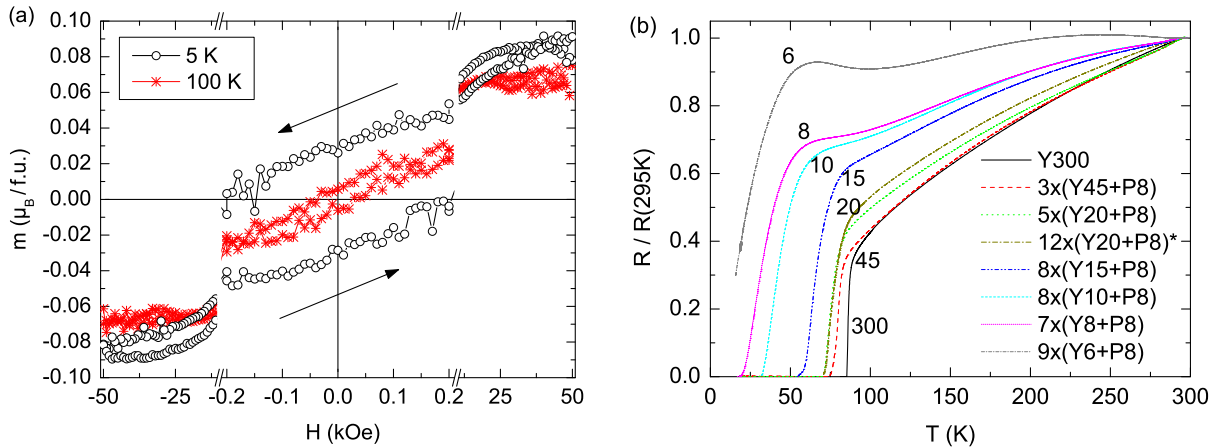 (a)
0.10
0.08
0.06
0.04
0.02
0.00
-0.02
-0.04
-0.06
-0.08
-0.10
m (μB/ f.u.)
5 K
100 K
-50 -25 -0.2 0.0 0.2 25 50
H (kOe)
(b)
1.0
0.8
0.6
0.4
0.2
0.0
R / R(295K)
6
8
10
15
20
45
300
Y300
3x(Y45+P8)
5x(Y20+P8)
12x(Y20+P8)*
8x(Y15+P8)
8x(Y10+P8)
7x(Y8+P8)
9x(Y6+P8)
0 50 100 150 200 250 300
T (K)